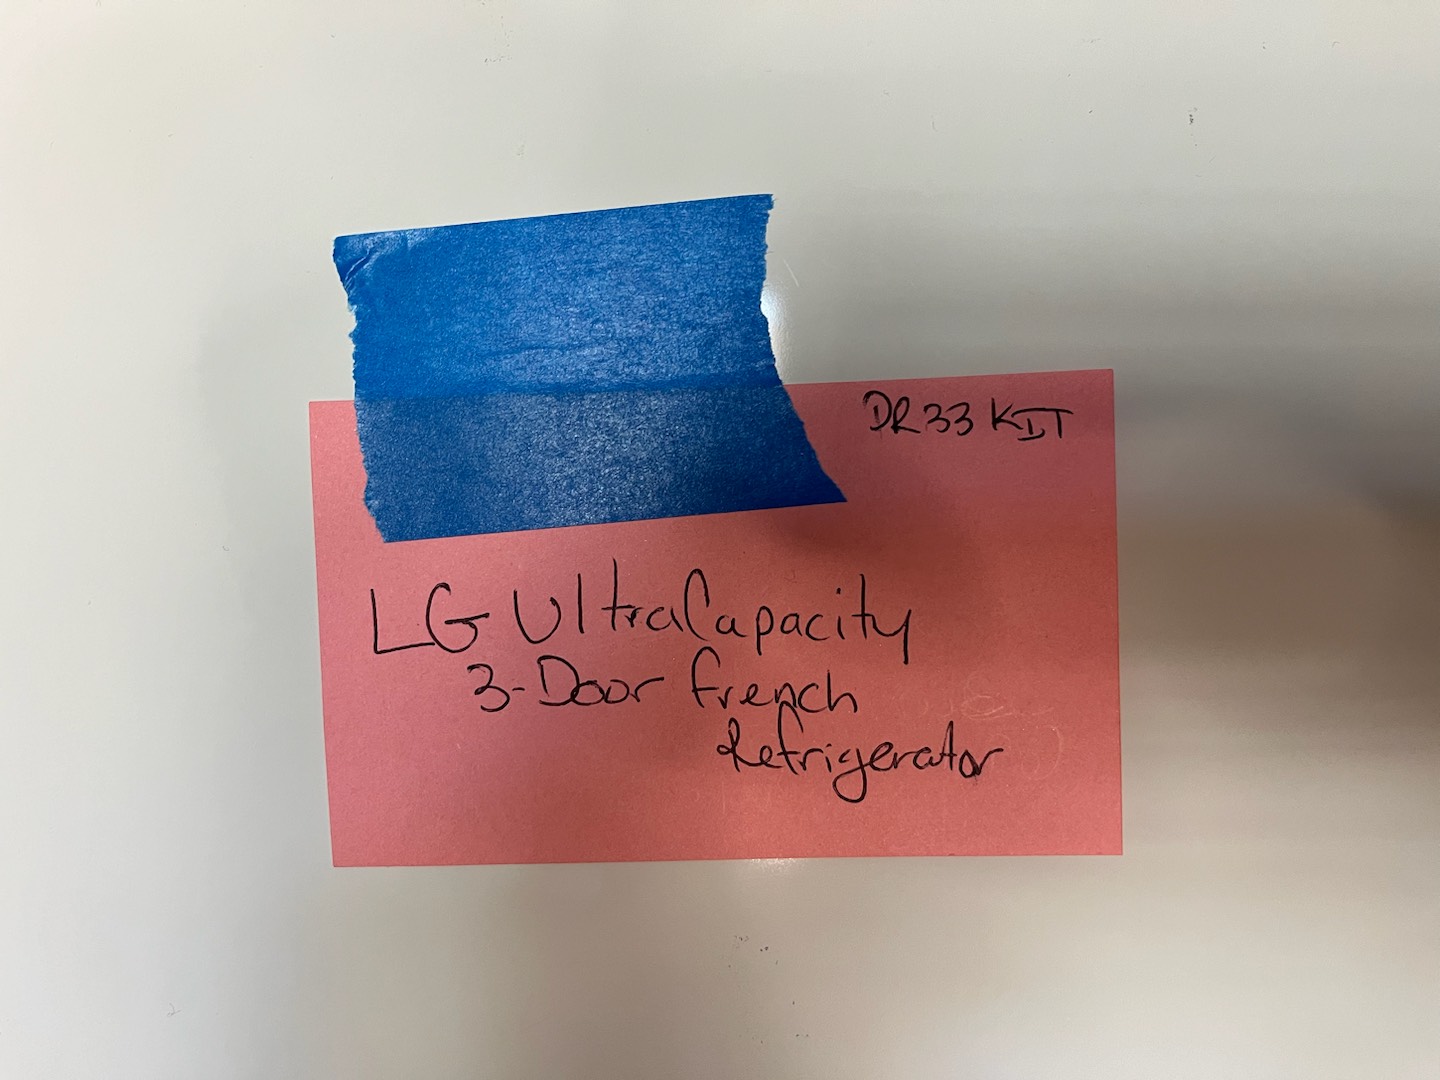 DR33 KIT
LG UltraCapacity
3-Door French
Refrigerator